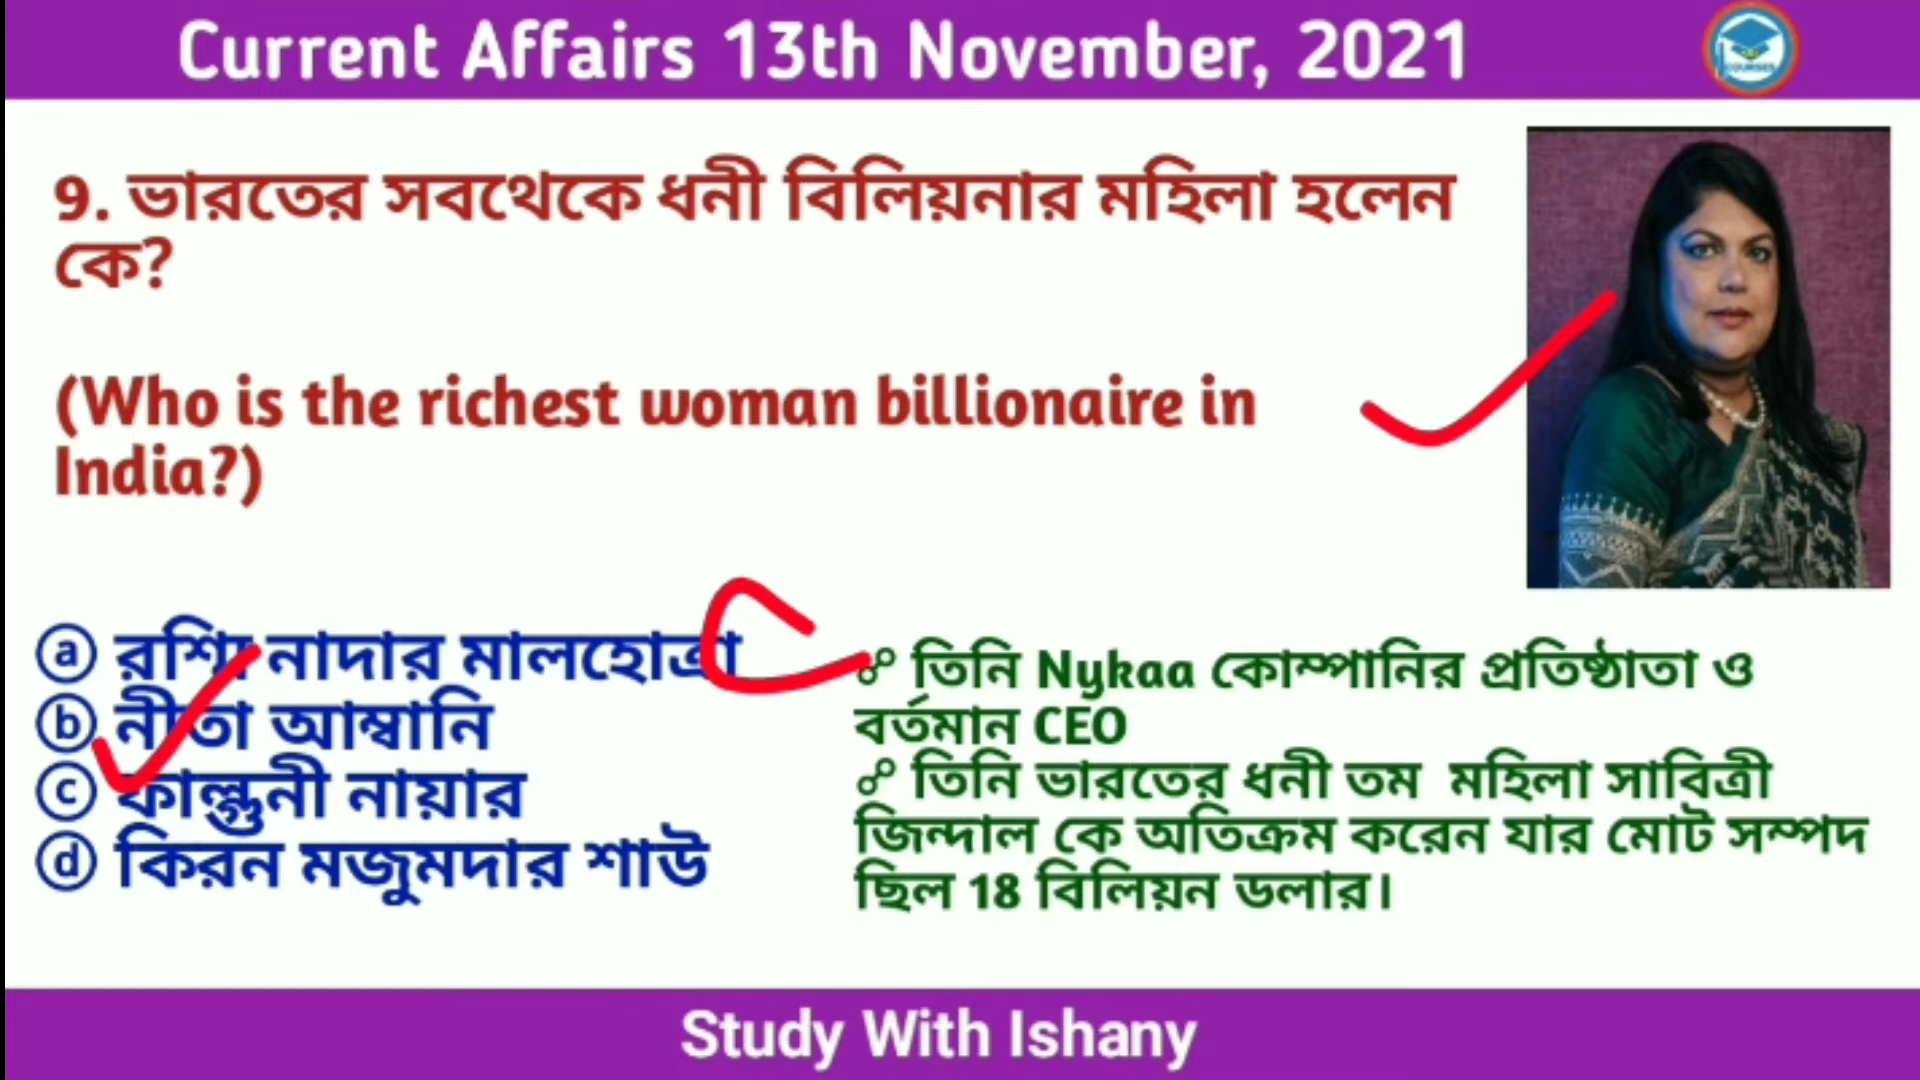 Current Affairs 13th November, 2021
COURSES
9. ভারতের সবথেকে ধনী বিলিয়নার মহিলা হলেন
কে?
(Who is the richest woman billionaire in
India?)
ⓐ রশ্মি নাদার মালহোত্রা
ⓑ নীতা আম্বানি
ⓒ ফাল্গুনী নায়ার
ⓓ কিরন মজুমদার শাউ
তিনি Nykaa কোম্পানির প্রতিষ্ঠাতা ও
বর্তমান CEO
তিনি ভারতের ধনী তম মহিলা সাবিত্রী
জিন্দাল কে অতিক্রম করেন যার মোট সম্পদ
ছিল 18 বিলিয়ন ডলার।
Study With Ishany